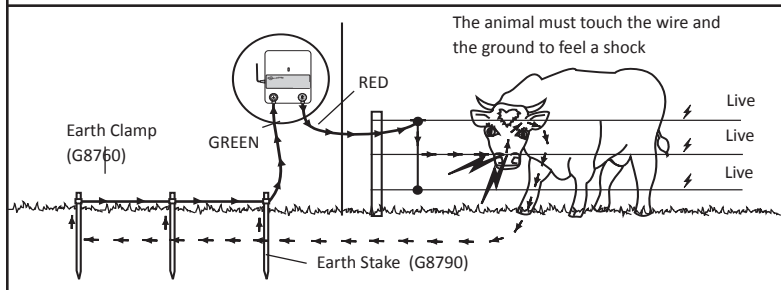 The animal must touch the wire and
the ground to feel a shock
RED
GREEN
Earth Clamp
(G8760)
Live
Live
Live
Earth Stake  (G8790)